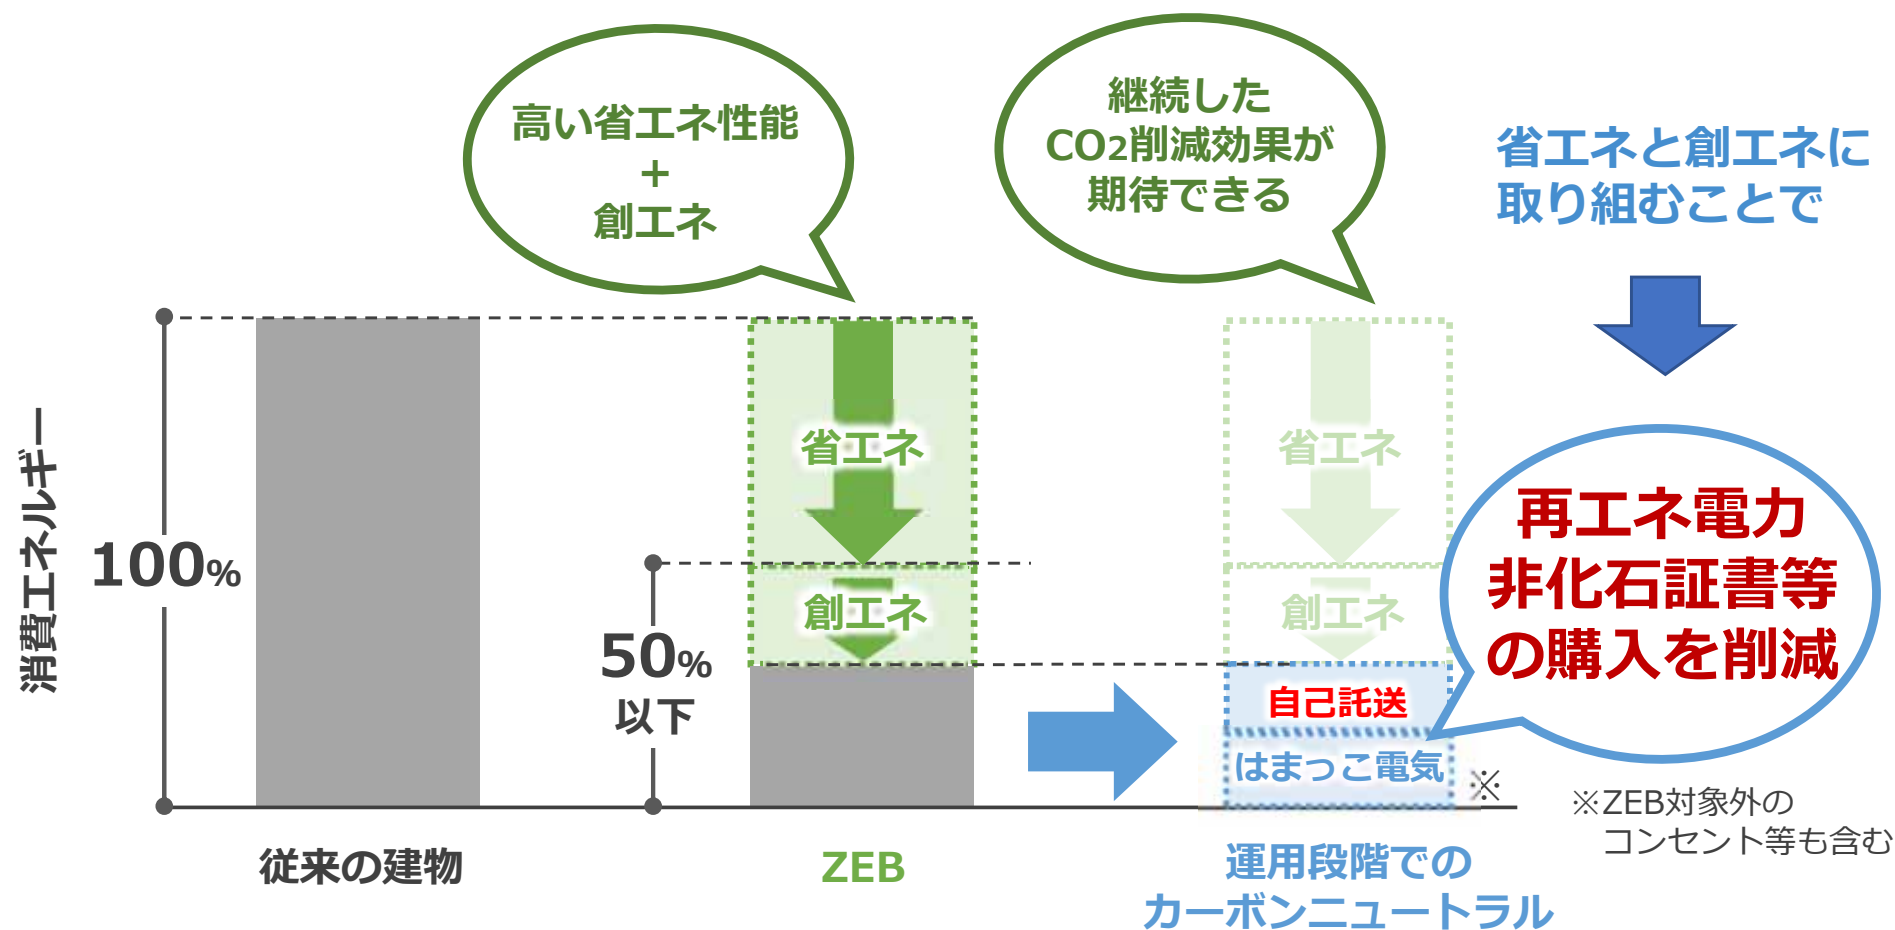 高い省エネ性能
+
創エネ
継続した
CO2削減効果が
期待できる
省エネと創エネに
取り組むことで
消費エネルギー
100%
省エネ
創エネ
50%
以下
省エネ
創エネ
自己託送
はまっこ電気
※
再エネ電力
非化石証書等
の購入を削減
※ZEB対象外の
コンセント等も含む
従来の建物
ZEB
運用段階での
カーボンニュートラル